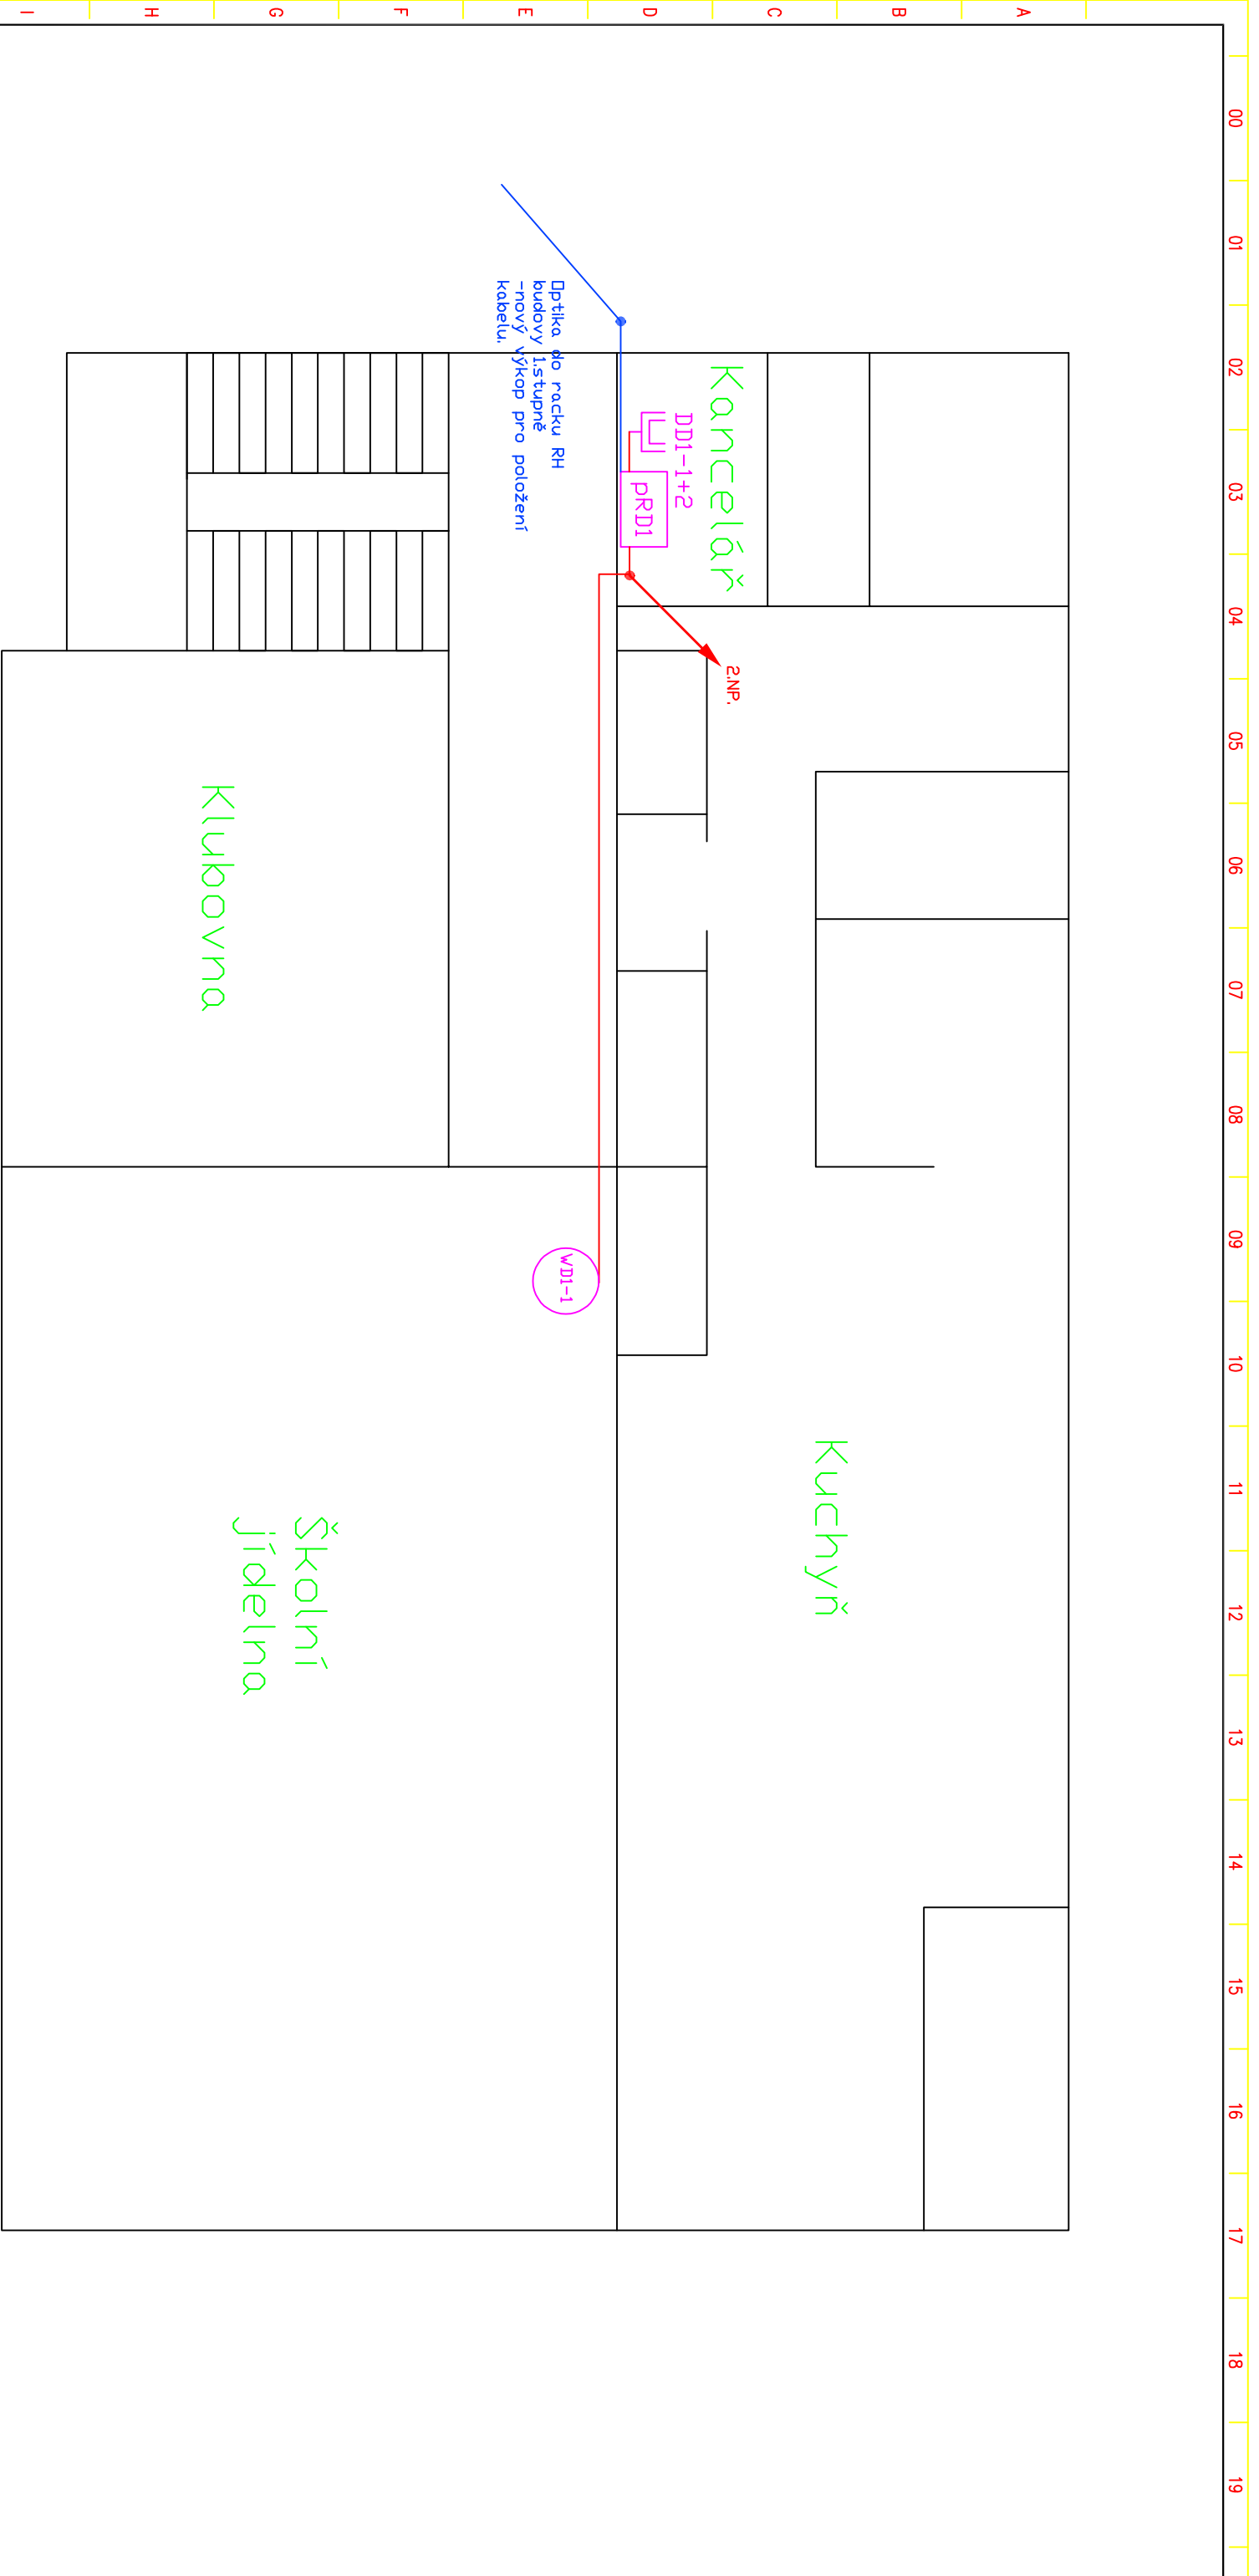 00 01 02 03 04 05 06 07 08 09 10 11 12 13 14 15 16 17 18 19
A
B
C
D
E
F
G
H
I
Kancelář
DD1-1+2
pRD1
2.NP.
Optika do racku RH
budovy 1.stupně
-nový výkop pro položení
kabelu.
WD1-1
Kuchyň
Klubovna
Školní
jídelna